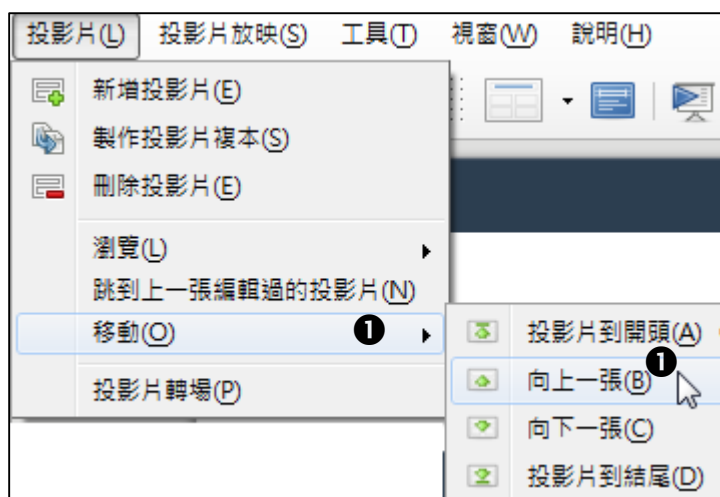 投影片(L) 投影片放映(S) 工具(T) 視窗(W) 說明(H)
新增投影片(E)
製作投影片複本(S)
刪除投影片(E)
瀏覽(L)
跳到上一張編輯過的投影片(N)
移動(O) ❶
投影片轉場(P)
投影片到開頭(A)
❶
向上一張(B)
向下一張(C)
投影片到結尾(D)